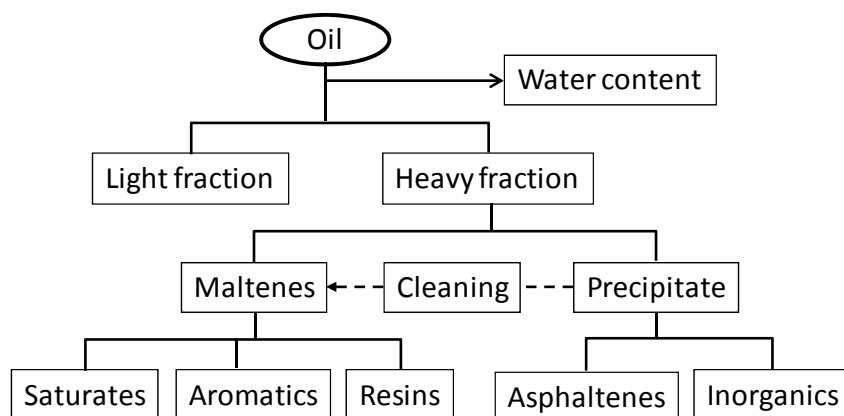 Oil
Water content
Light fraction
Heavy fraction
Maltenes
Cleaning
Precipitate
Saturates
Aromatics
Resins
Asphaltenes
Inorganics